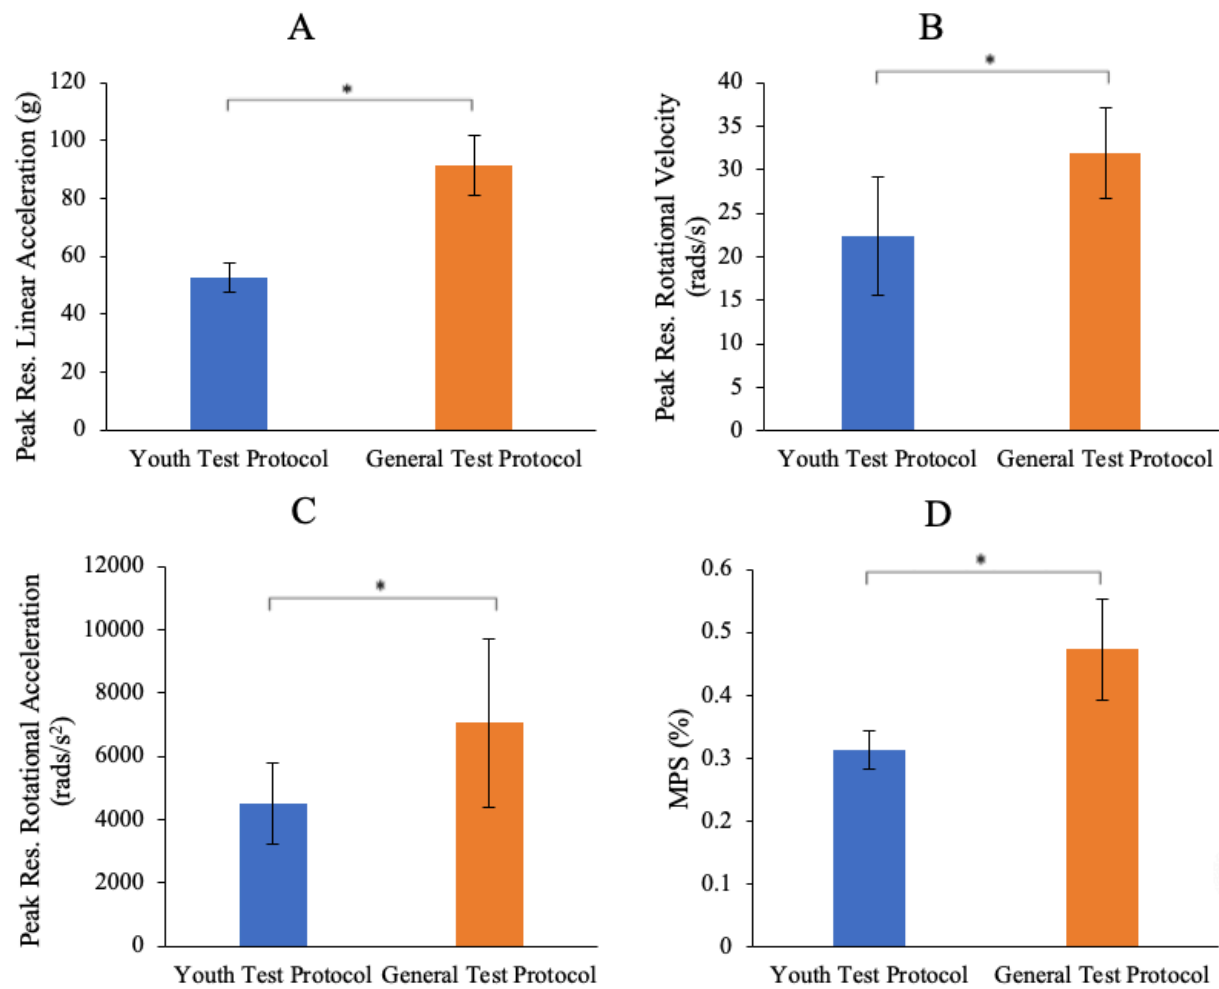 A
Peak Res. Linear Acceleration (g)
120
100
80
60
40
20
0
*
Youth Test Protocol
General Test Protocol
B
Peak Res. Rotational Velocity
(rads/s)
40
35
30
25
20
15
10
5
0
*
Youth Test Protocol
General Test Protocol
C
Peak Res. Rotational Acceleration
(rads/s²)
12000
10000
8000
6000
4000
2000
0
*
Youth Test Protocol
General Test Protocol
D
MPS (%)
0.6
0.5
0.4
0.3
0.2
0.1
0
*
Youth Test Protocol
General Test Protocol